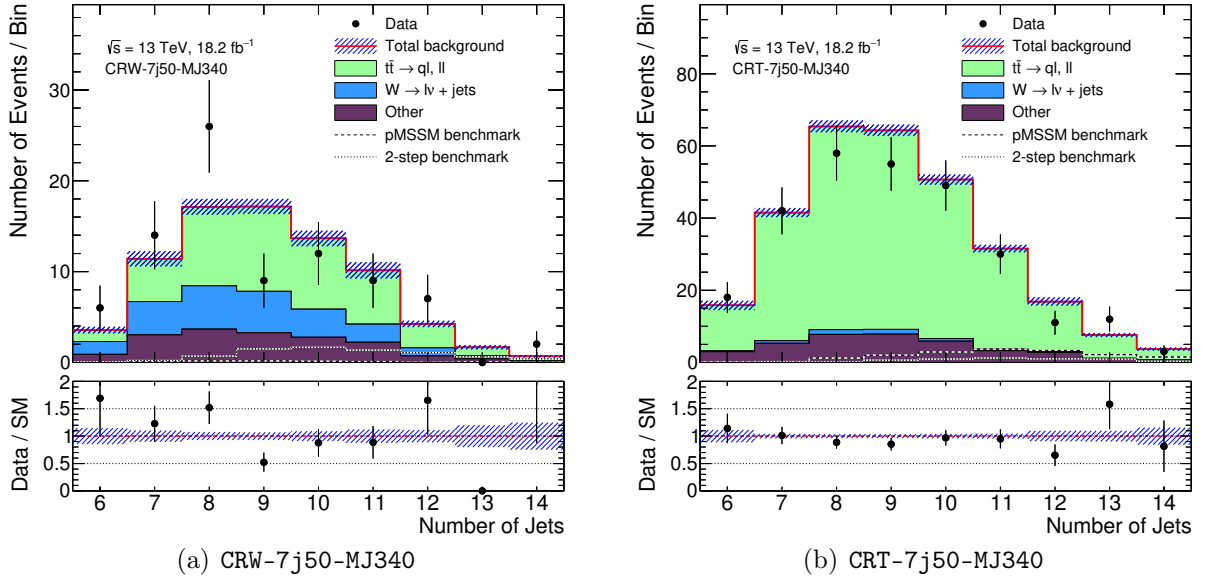 Number of Events / Bin
30
20
10
0
√s = 13 TeV, 18.2 fb⁻¹
CRW-7j50-MJ340
Data
Total background
tt̄ → ql, ll
W → lν + jets
Other
pMSSM benchmark
2-step benchmark
Data / SM
2
1.5
1
0.5
0
6 7 8 9 10 11 12 13 14
Number of Jets
(a) CRW-7j50-MJ340
Number of Events / Bin
80
60
40
20
0
√s = 13 TeV, 18.2 fb⁻¹
CRT-7j50-MJ340
Data
Total background
tt̄ → ql, ll
W → lν + jets
Other
pMSSM benchmark
2-step benchmark
Data / SM
2
1.5
1
0.5
0
6 7 8 9 10 11 12 13 14
Number of Jets
(b) CRT-7j50-MJ340